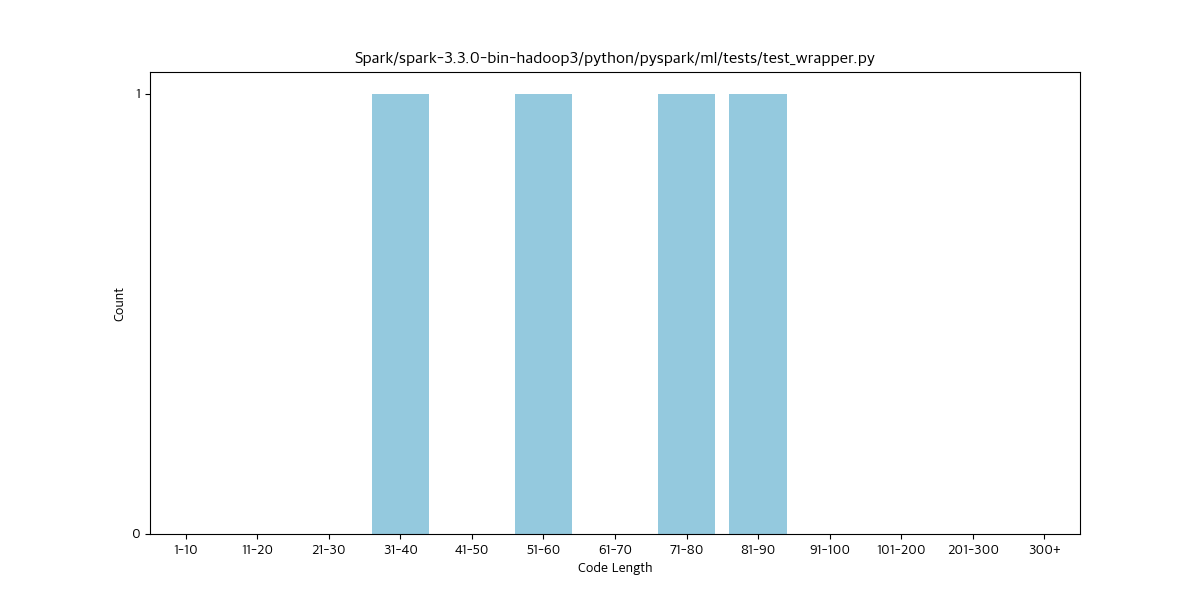 Spark/spark-3.3.0-bin-hadoop3/python/pyspark/ml/tests/test_wrapper.py
1
Count
0
1-10 11-20 21-30 31-40 41-50 51-60 61-70 71-80 81-90 91-100 101-200 201-300 300+
Code Length